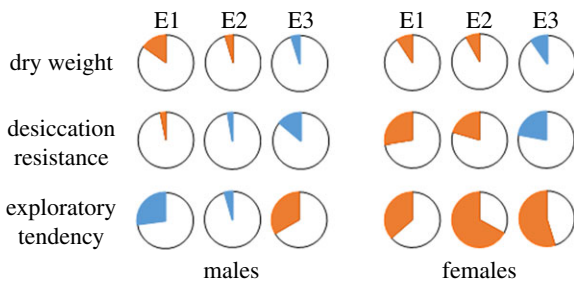 E1 E2 E3 E1 E2 E3
dry weight
desiccation
resistance
exploratory
tendency
males females